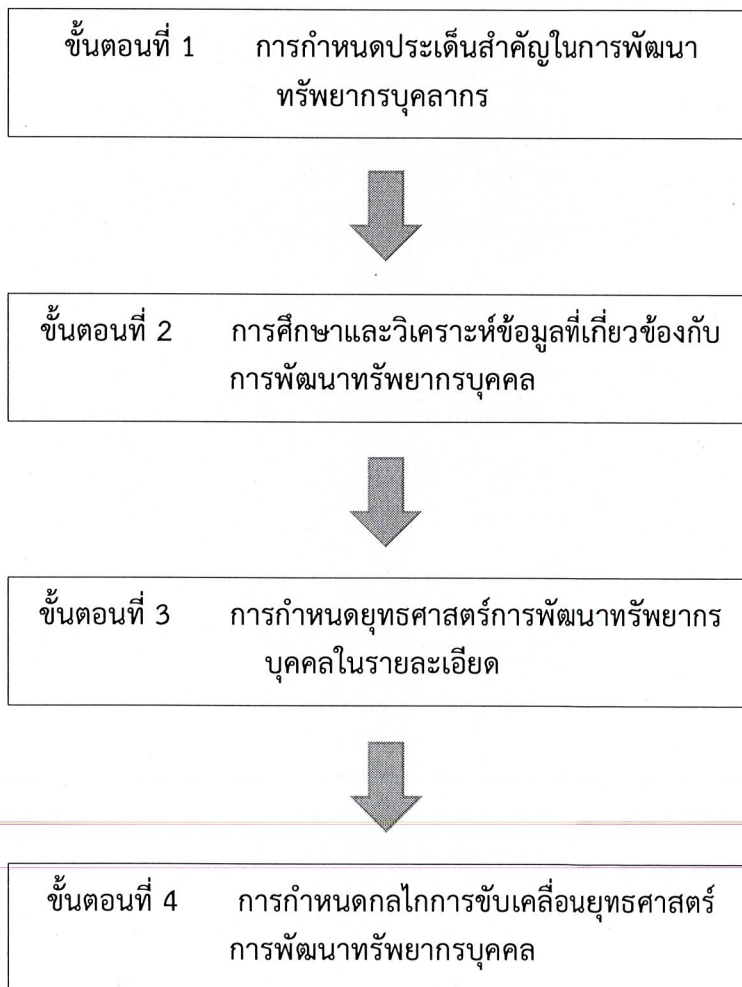 ขั้นตอนที่ 1 การกำหนดประเด็นสำคัญในการพัฒนา
ทรัพยากรบุคลากร
ขั้นตอนที่ 2 การศึกษาและวิเคราะห์ข้อมูลที่เกี่ยวข้องกับ
การพัฒนาทรัพยากรบุคคล
ขั้นตอนที่ 3 การกำหนดยุทธศาสตร์การพัฒนาทรัพยากร
บุคคลในรายละเอียด
ขั้นตอนที่ 4 การกำหนดกลไกการขับเคลื่อนยุทธศาสตร์
การพัฒนาทรัพยากรบุคคล